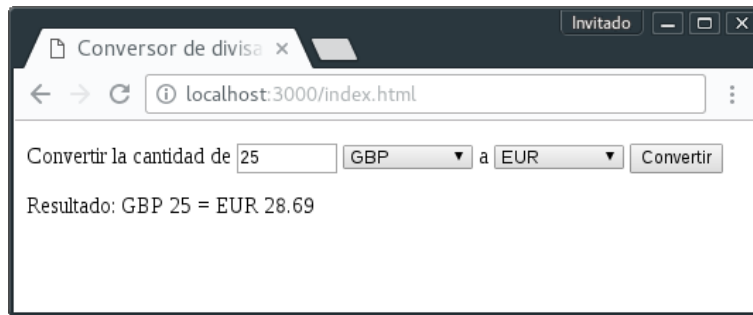 Invitado
Conversor de divisa
localhost:3000/index.html
Convertir la cantidad de 25 GBP a EUR Convertir
Resultado: GBP 25 = EUR 28.69